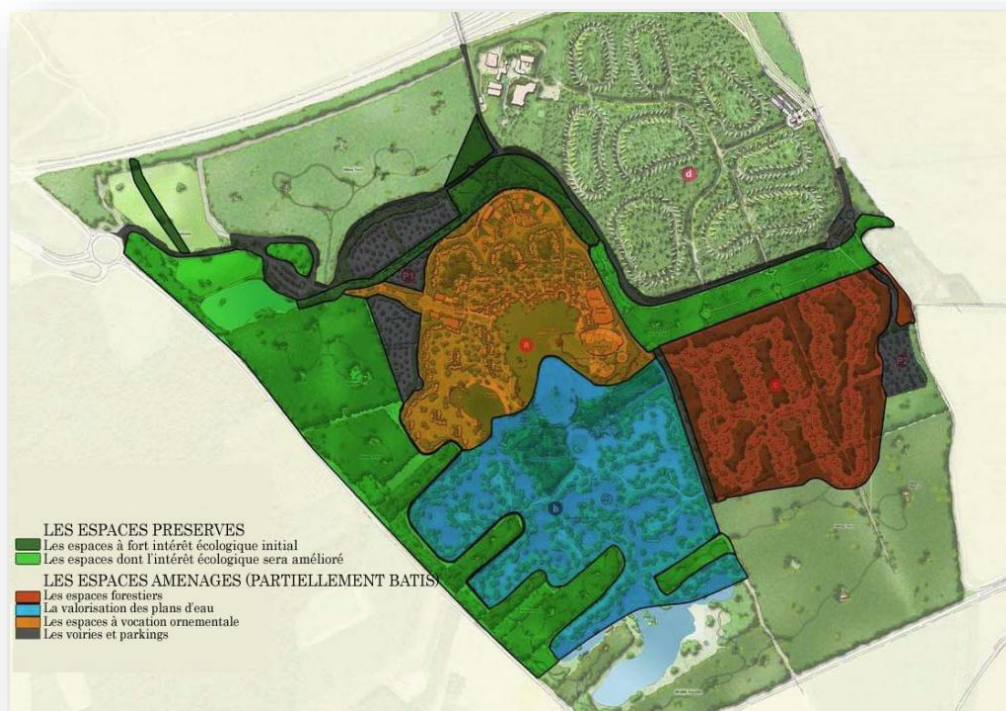 d
P1
a
c
b
LES ESPACES PRESERVES
Les espaces à fort intérêt écologique initial
Les espaces dont l'intérêt écologique sera amélioré
LES ESPACES AMENAGES (PARTIELLEMENT BATIS)
Les espaces forestiers
La valorisation des plans d'eau
Les espaces à vocation ornementale
Les voiries et parkings